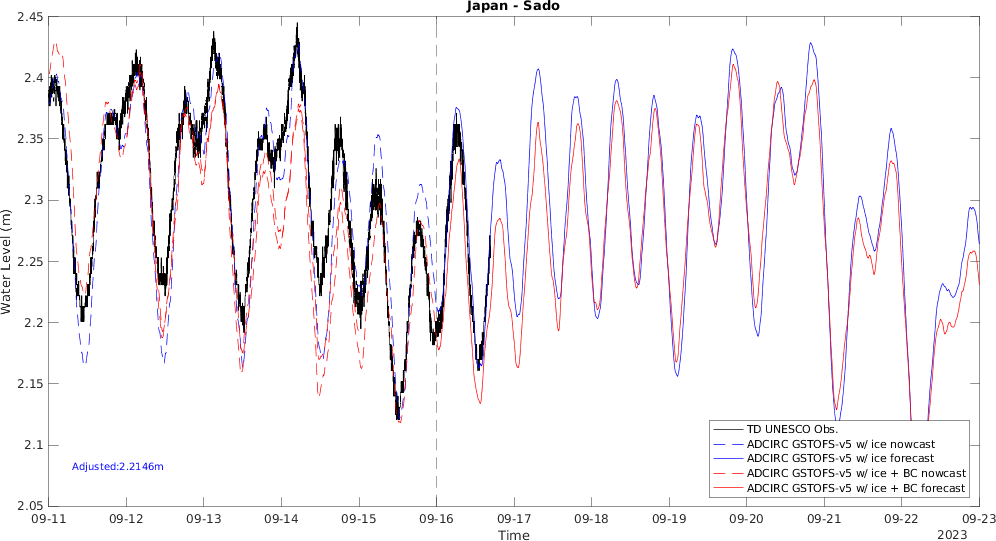 Japan - Sado
2.45
2.4
2.35
2.3
2.25
2.2
2.15
2.1
2.05
Water Level (m)
Adjusted:2.2146m
TD UNESCO Obs.
ADCIRC GSTOFS-v5 w/ ice nowcast
ADCIRC GSTOFS-v5 w/ ice forecast
ADCIRC GSTOFS-v5 w/ ice + BC nowcast
ADCIRC GSTOFS-v5 w/ ice + BC forecast
09-11 09-12 09-13 09-14 09-15 09-16 09-17 09-18 09-19 09-20 09-21 09-22 09-23
Time
2023